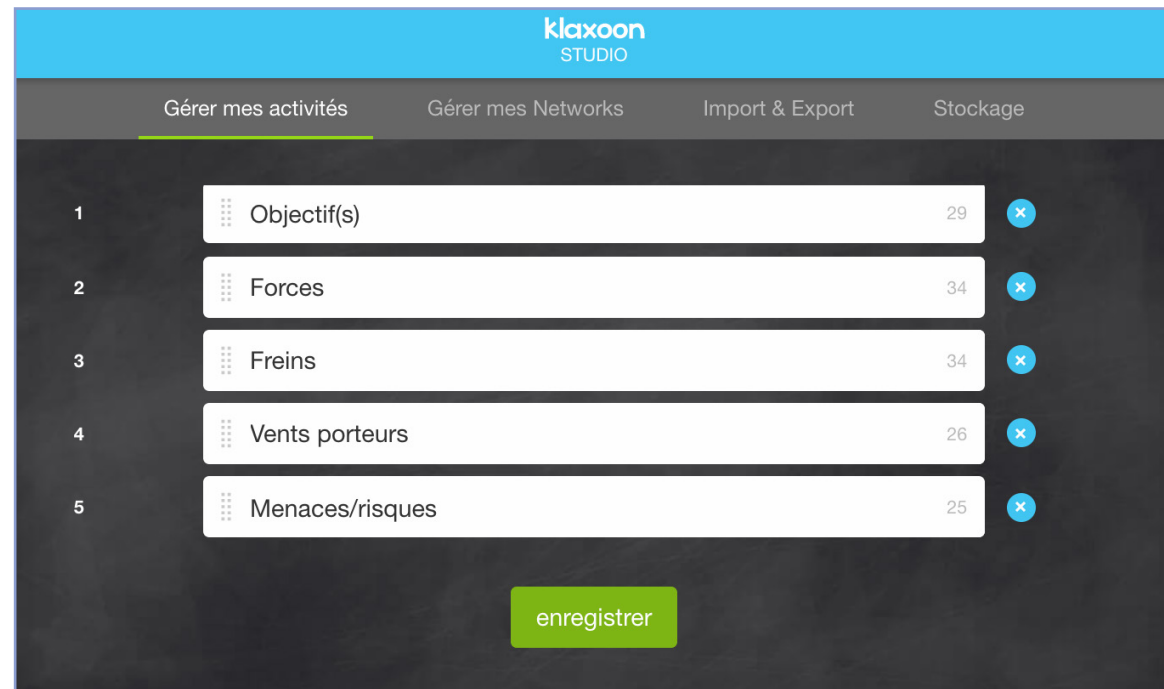 klaxoon
STUDIO
Gérer mes activités Gérer mes Networks Import & Export Stockage
1 Objectif(s) 29
2 Forces 34
3 Freins 34
4 Vents porteurs 26
5 Menaces/risques 25
enregistrer